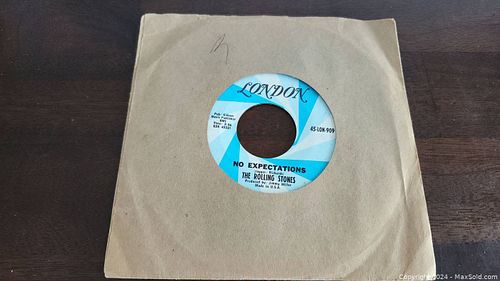 LONDON
45-LON-909
NO EXPECTATIONS
THE ROLLING STONES
Produced by: Jimmy Miller
Made in U.S.A.
Copyright 2024 - MaxSold.com